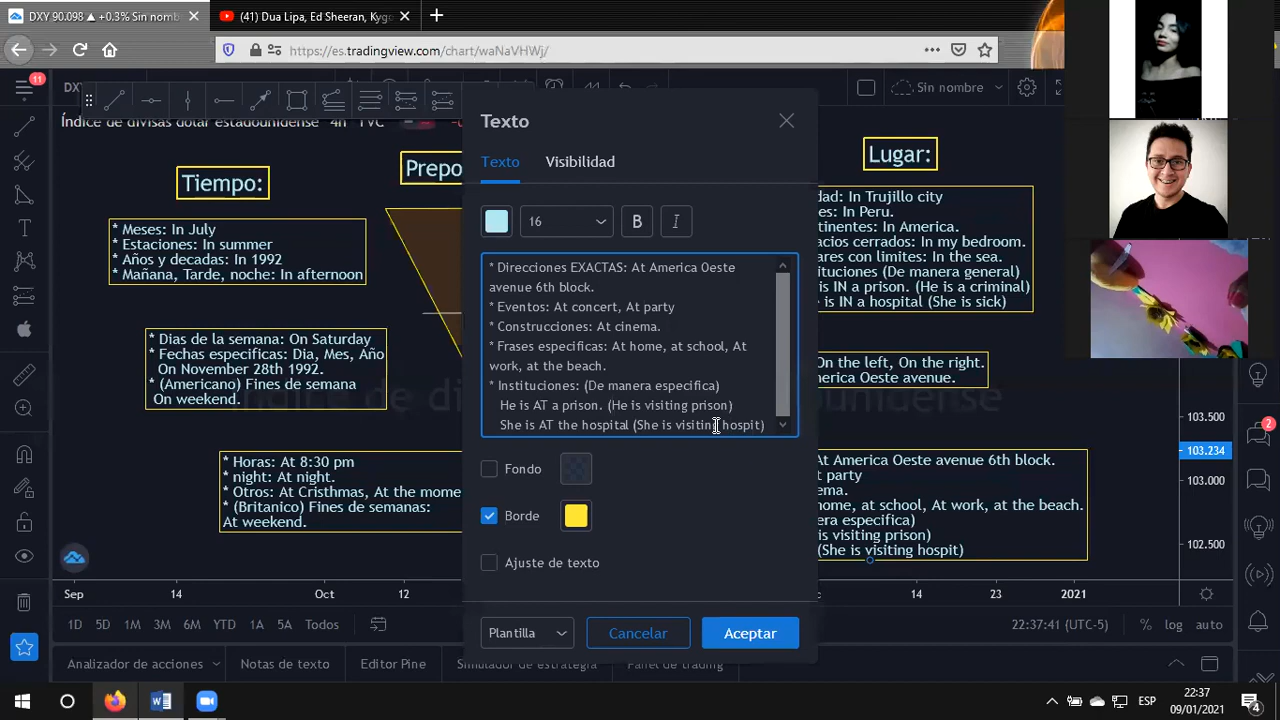 DXY 90.098 ▲ +0.3% Sin nomb
(41) Dua Lipa, Ed Sheeran, Kygo
https://es.tradingview.com/chart/waNaVHWj/
11
DXY
Sin nombre
Índice de divisas dólar estadounidense 4h TVC
Tiempo:
Prepo
Lugar:
* Meses: In July
* Estaciones: In summer
* Años y decadas: In 1992
* Mañana, Tarde, noche: In afternoon
* Dias de la semana: On Saturday
* Fechas especificas: Dia, Mes, Año
On November 28th 1992.
* (Americano) Fines de semana
On weekend.
* Horas: At 8:30 pm
* night: At night.
* Otros: At Cristhmas, At the mome
* (Britanico) Fines de semanas:
At weekend.
Texto
Texto
Visibilidad
16
B
I
* Direcciones EXACTAS: At America Oeste
avenue 6th block.
* Eventos: At concert, At party
* Construcciones: At cinema.
* Frases especificas: At home, at school, At
work, at the beach.
* Instituciones: (De manera especifica)
He is AT a prison. (He is visiting prison)
She is AT the hospital (She is visiting hospit)
Fondo
Borde
Ajuste de texto
Plantilla
Cancelar
Aceptar
dad: In Trujillo city
es: In Peru.
tinentes: In America.
acios cerrados: In my bedroom.
ares con limites: In the sea.
ituciones (De manera general)
is IN a prison. (He is a criminal)
e is IN a hospital (She is sick)
On the left, On the right.
merica Oeste avenue.
At America Oeste avenue 6th block.
t party
ema.
home, at school, At work, at the beach.
era especifica)
is visiting prison)
(She is visiting hospit)
103.500
103.234
103.000
102.500
Sep
14
Oct
12
14
23
2021
1D
5D
1M
3M
6M
YTD
1A
5A
Todos
22:37:41 (UTC-5)
%
log
auto
Analizador de acciones
Notas de texto
Editor Pine
Simulador de estrategia
Panel de trading
2
ESP
22:37
09/01/2021
4